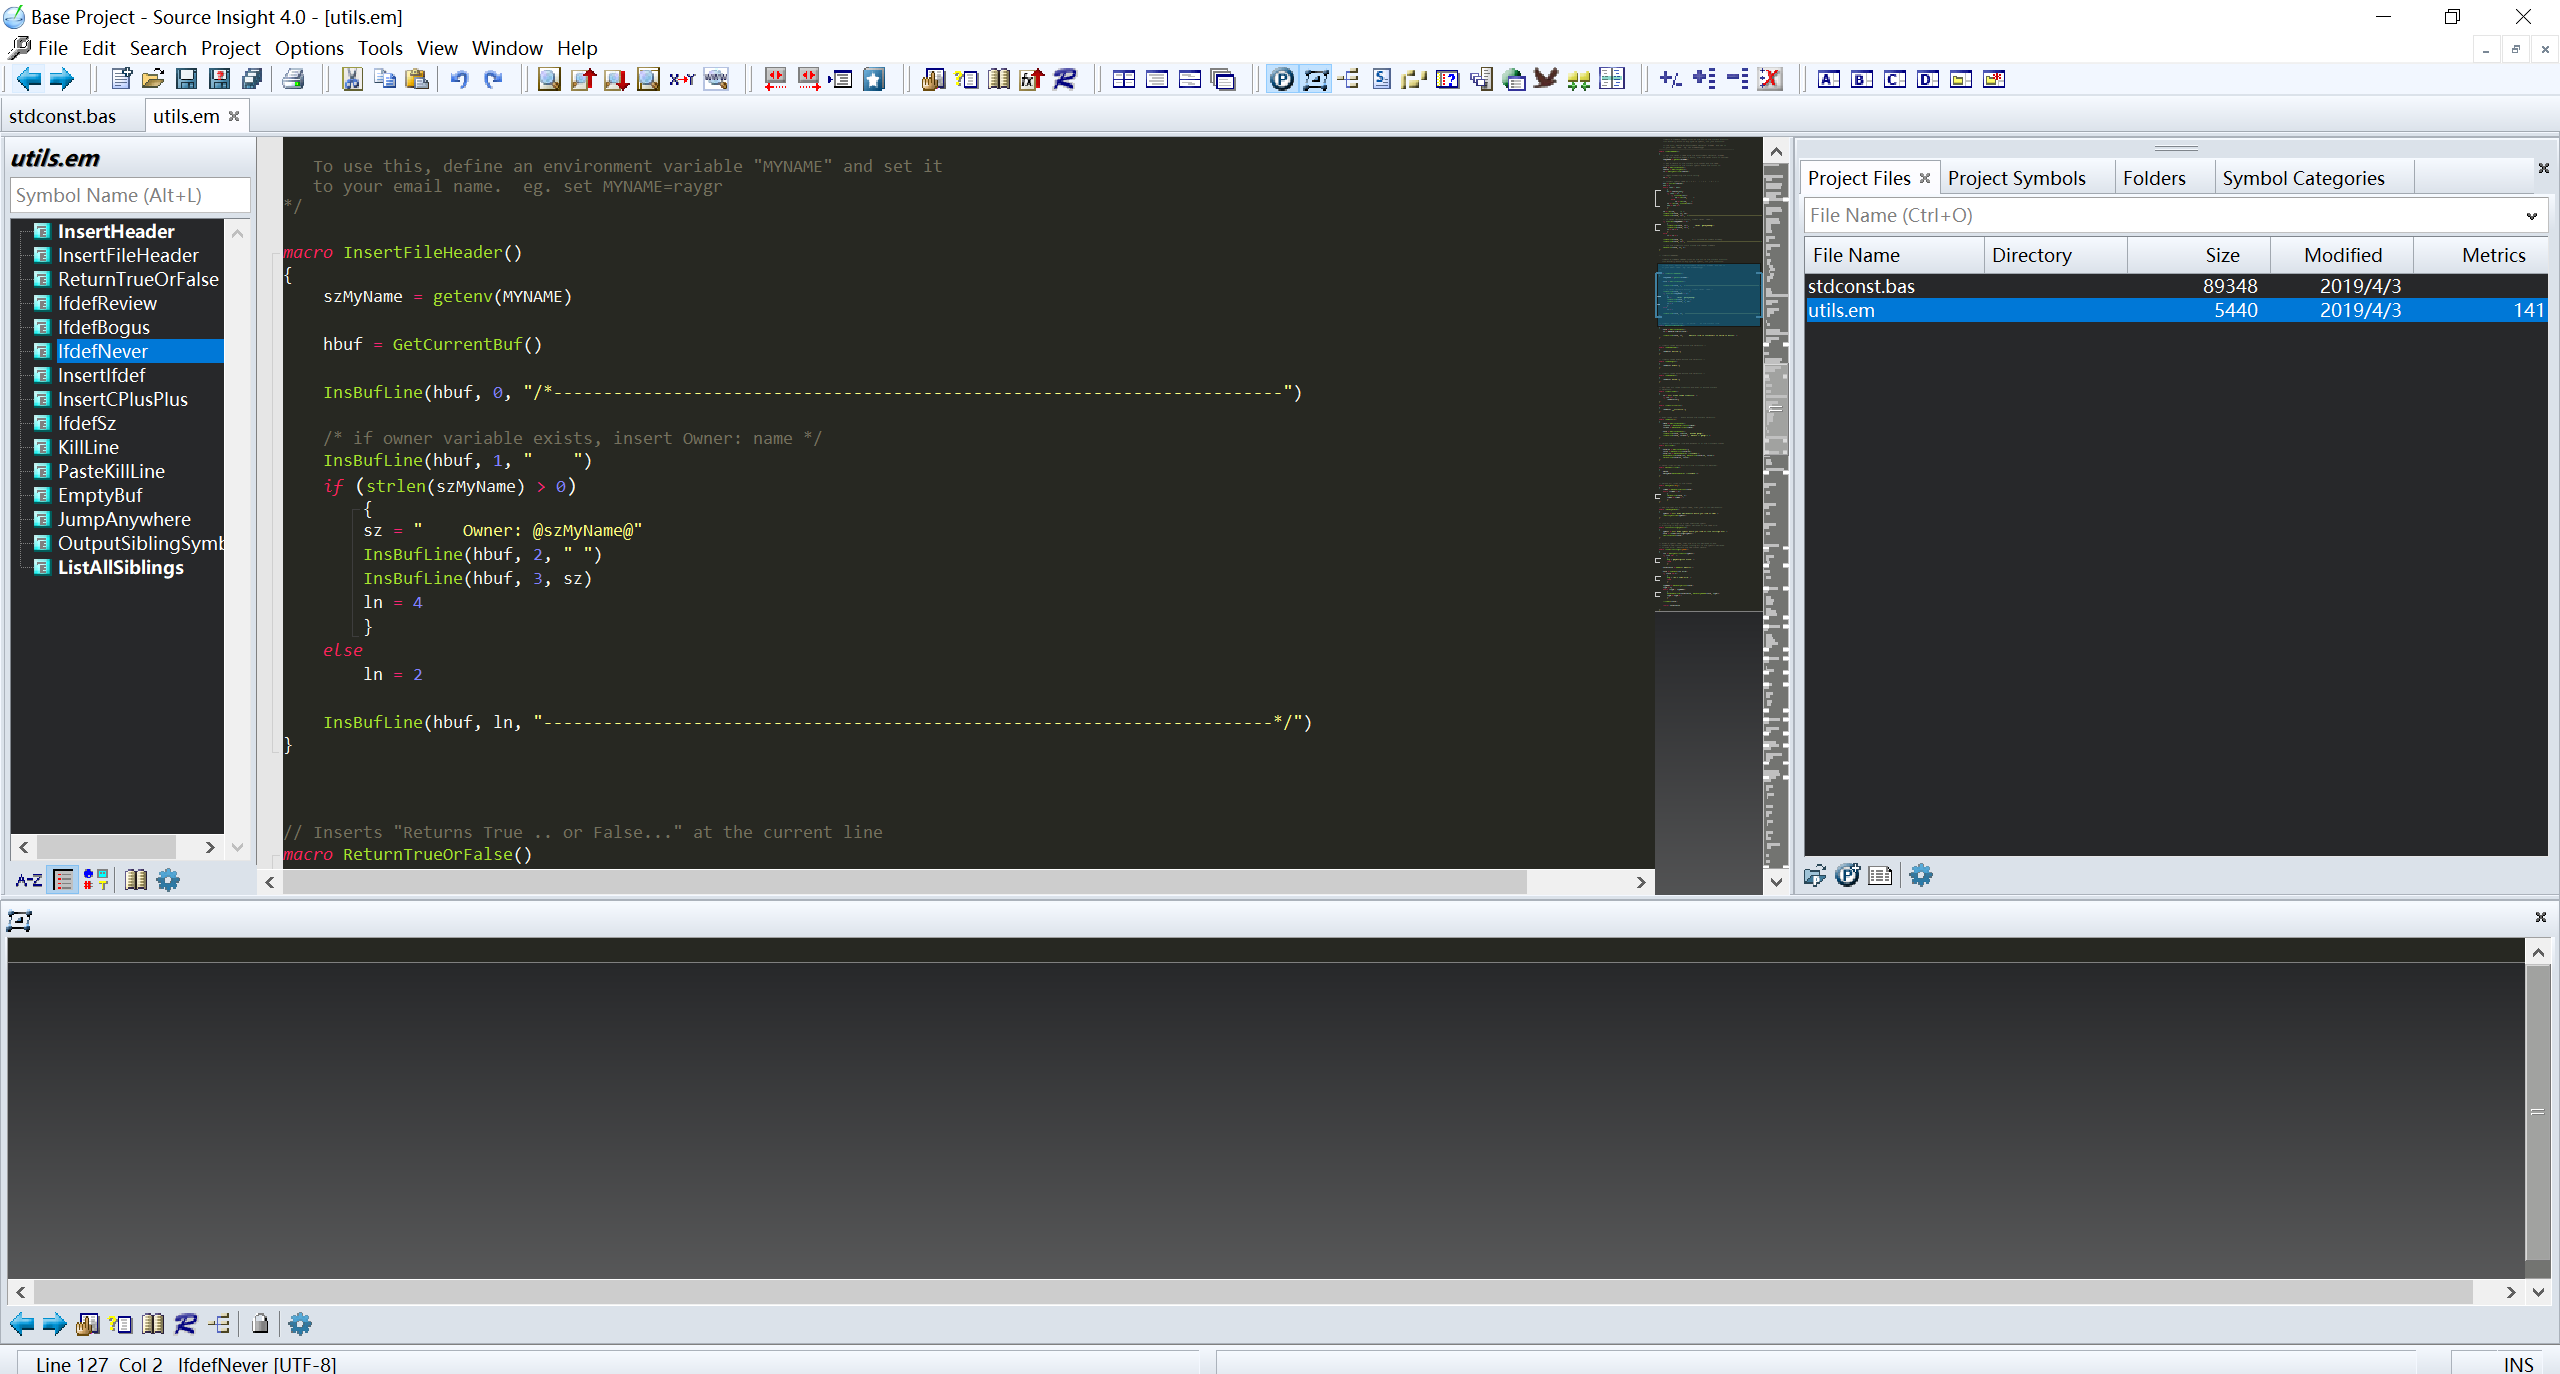 Base Project - Source Insight 4.0 - [utils.em]
File Edit Search Project Options Tools View Window Help
stdconst.bas
utils.em
utils.em
Symbol Name (Alt+L)
InsertHeader
InsertFileHeader
ReturnTrueOrFalse
IfdefReview
IfdefBogus
IfdefNever
InsertIfdef
InsertCPlusPlus
IfdefSz
KillLine
PasteKillLine
EmptyBuf
JumpAnywhere
OutputSiblingSymb
ListAllSiblings
A-Z
To use this, define an environment variable "MYNAME" and set it
to your email name.  eg. set MYNAME=raygr
*/
macro InsertFileHeader()
{
szMyName = getenv(MYNAME)
hbuf = GetCurrentBuf()
InsBufLine(hbuf, 0, "/*-------------------------------------------------------------------------")
/* if owner variable exists, insert Owner: name */
InsBufLine(hbuf, 1, "    ")
if (strlen(szMyName) > 0)
{
sz = "    Owner: @szMyName@"
InsBufLine(hbuf, 2, " ")
InsBufLine(hbuf, 3, sz)
ln = 4
}
else
ln = 2
InsBufLine(hbuf, ln, "-------------------------------------------------------------------------*/")
}
// Inserts "Returns True .. or False..." at the current line
macro ReturnTrueOrFalse()
Project Files
Project Symbols
Folders
Symbol Categories
File Name (Ctrl+O)
File Name Directory Size Modified Metrics
stdconst.bas 89348 2019/4/3
utils.em 5440 2019/4/3 141
Line 127 Col 2 IfdefNever [UTF-8]
INS